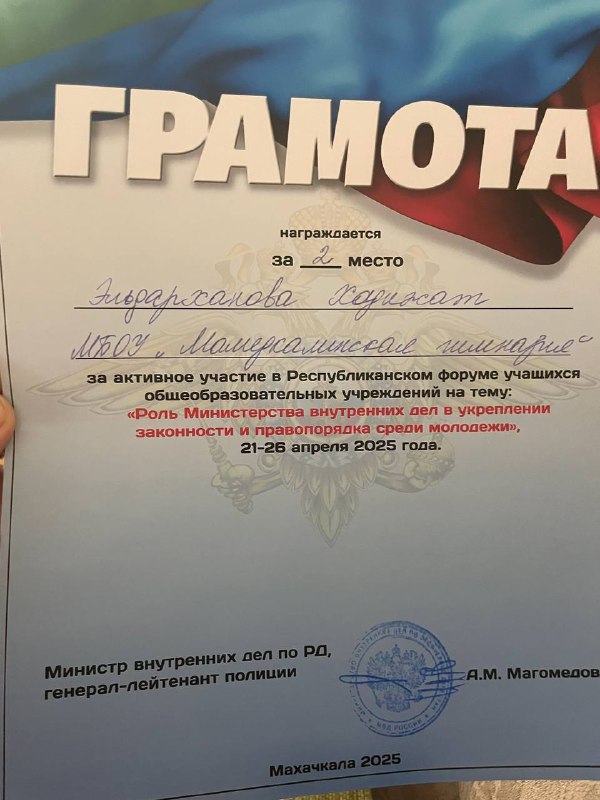 ГРАМОТА
награждается
за 2 место
Эльдарханова Хадижат
МБОУ „Мамедкалинская гимназия"
за активное участие в Республиканском форуме учащихся
общеобразовательных учреждений на тему:
«Роль Министерства внутренних дел в укреплении
законности и правопорядка среди молодежи»,
21-26 апреля 2025 года.
Министр внутренних дел по РД,
генерал-лейтенант полиции
А.М. Магомедов
Махачкала 2025